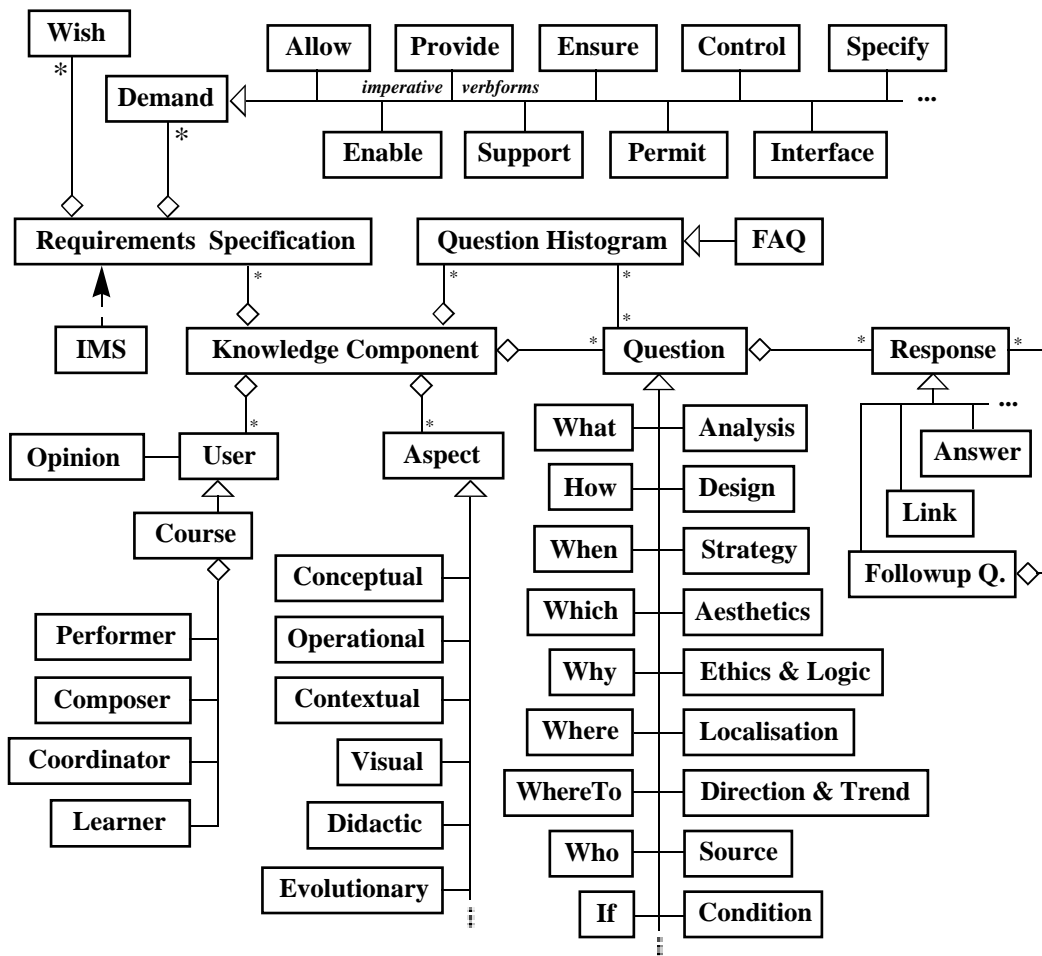 Wish
*
Allow
Provide
Ensure
Control
Specify
imperative verbforms
...
Demand
*
Enable
Support
Permit
Interface
Requirements Specification
Question Histogram
FAQ
*
*
*
*
IMS
Knowledge Component
*
Question
*
Response
*
*
*
...
Opinion
User
Aspect
What
Analysis
Answer
How
Design
Link
Course
When
Strategy
Followup Q.
Conceptual
Which
Aesthetics
Performer
Operational
Why
Ethics & Logic
Composer
Contextual
Where
Localisation
Coordinator
Visual
WhereTo
Direction & Trend
Learner
Didactic
Who
Source
Evolutionary
If
Condition